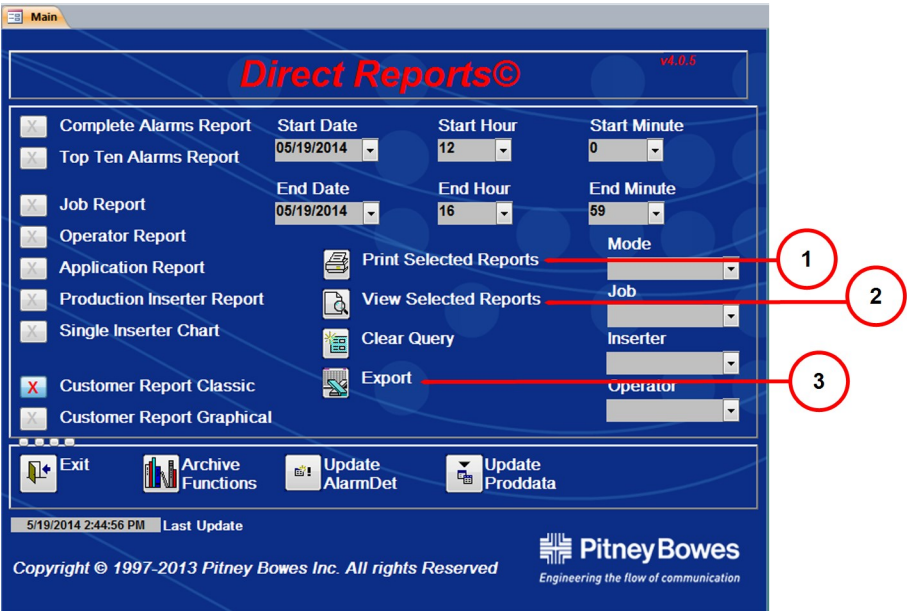 Main
Direct Reports©
v4.0.5
X Complete Alarms Report
X Top Ten Alarms Report
Start Date Start Hour Start Minute
05/19/2014 12 0
End Date End Hour End Minute
05/19/2014 16 59
X Job Report
X Operator Report
X Application Report
X Production Inserter Report
X Single Inserter Chart
X Customer Report Classic
X Customer Report Graphical
Print Selected Reports
View Selected Reports
Clear Query
Export
Mode
Job
Inserter
Operator
1
2
3
Exit
Archive
Functions
Update
AlarmDet
Update
Proddata
5/19/2014 2:44:56 PM Last Update
Copyright © 1997-2013 Pitney Bowes Inc. All rights Reserved
Pitney Bowes
Engineering the flow of communication